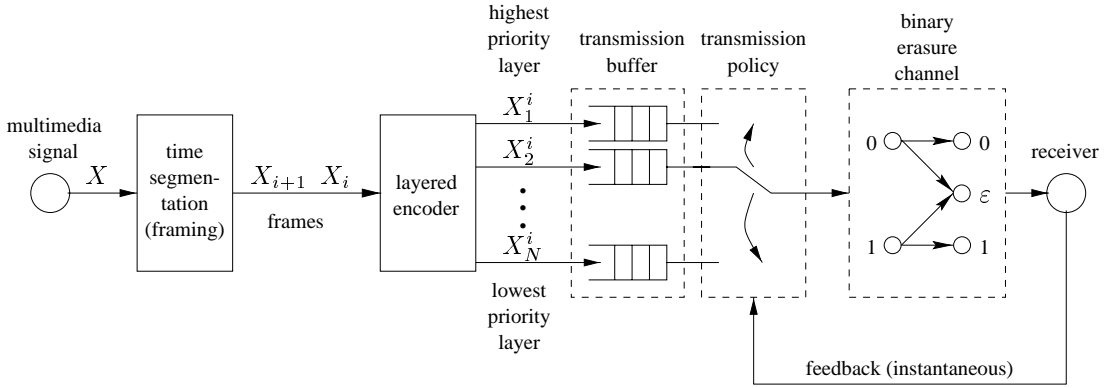 highest
priority
layer
transmission
buffer
transmission
policy
binary
erasure
channel
multimedia
signal
X
time
segmen-
tation
(framing)
X_{i+1} X_i
frames
layered
encoder
X_1^i
X_2^i
X_N^i
lowest
priority
layer
0 0
ε
1 1
receiver
feedback (instantaneous)